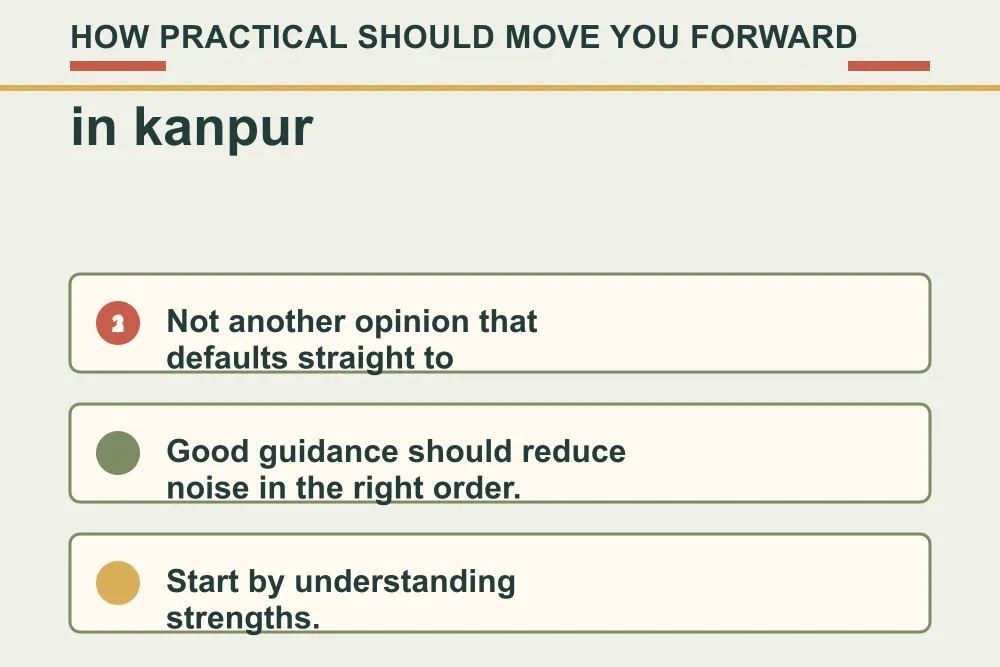 HOW PRACTICAL SHOULD MOVE YOU FORWARD
in kanpur
Not another opinion that
defaults straight to
Good guidance should reduce
noise in the right order.
Start by understanding
strengths.